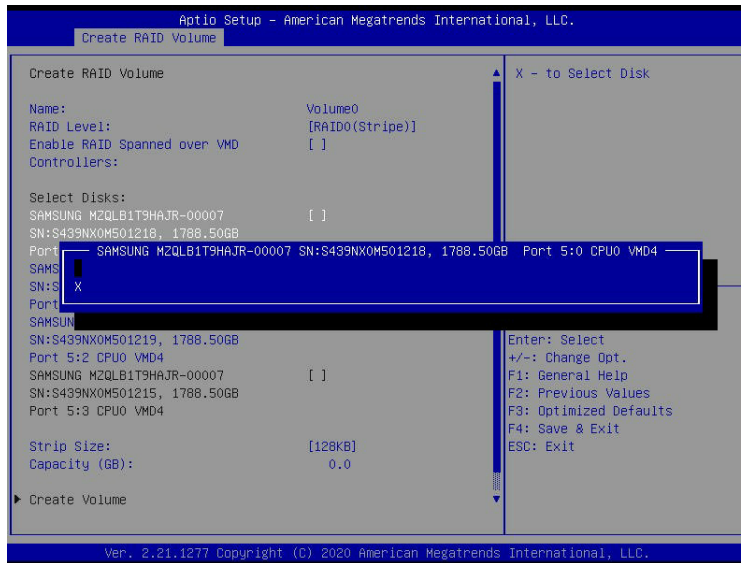 Aptio Setup – American Megatrends International, LLC.
Create RAID Volume
Create RAID Volume
X – to Select Disk
Name: Volume0
RAID Level: [RAID0(Stripe)]
Enable RAID Spanned over VMD [ ]
Controllers:
Select Disks:
SAMSUNG MZQLB1T9HAJR-00007 [ ]
SN:S439NX0M501218, 1788.50GB
Port
SAMSUNG MZQLB1T9HAJR-00007 SN:S439NX0M501218, 1788.50GB Port 5:0 CPU0 VMD4
SAMS
SN:S
X
Port
SAMSUN
SN:S439NX0M501219, 1788.50GB
Port 5:2 CPU0 VMD4
SAMSUNG MZQLB1T9HAJR-00007 [ ]
SN:S439NX0M501215, 1788.50GB
Port 5:3 CPU0 VMD4
Strip Size: [128KB]
Capacity (GB): 0.0
Create Volume
Enter: Select
+/-: Change Opt.
F1: General Help
F2: Previous Values
F3: Optimized Defaults
F4: Save & Exit
ESC: Exit
Ver. 2.21.1277 Copyright (C) 2020 American Megatrends International, LLC.